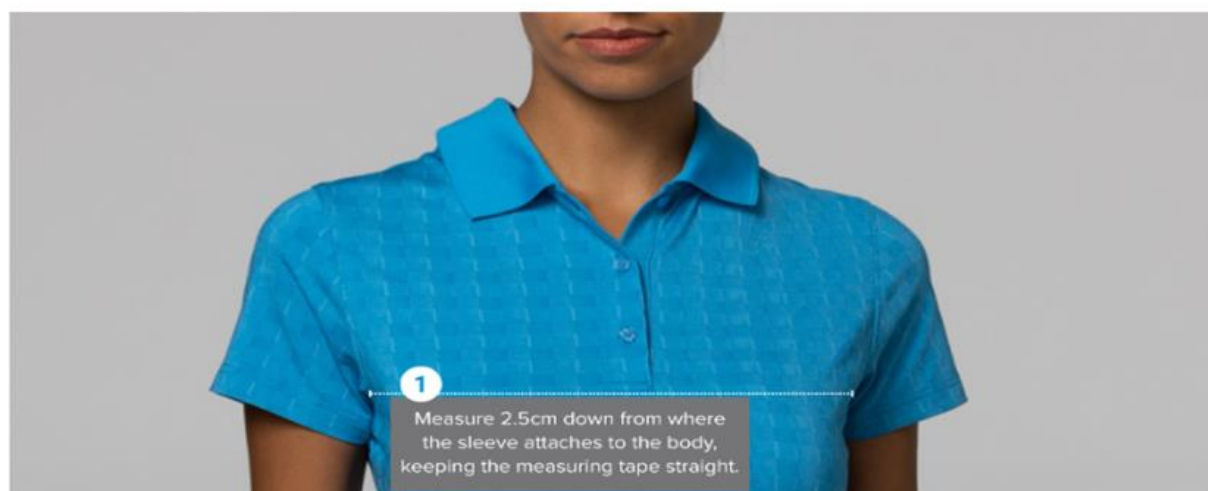 1
Measure 2.5cm down from where
the sleeve attaches to the body,
keeping the measuring tape straight.